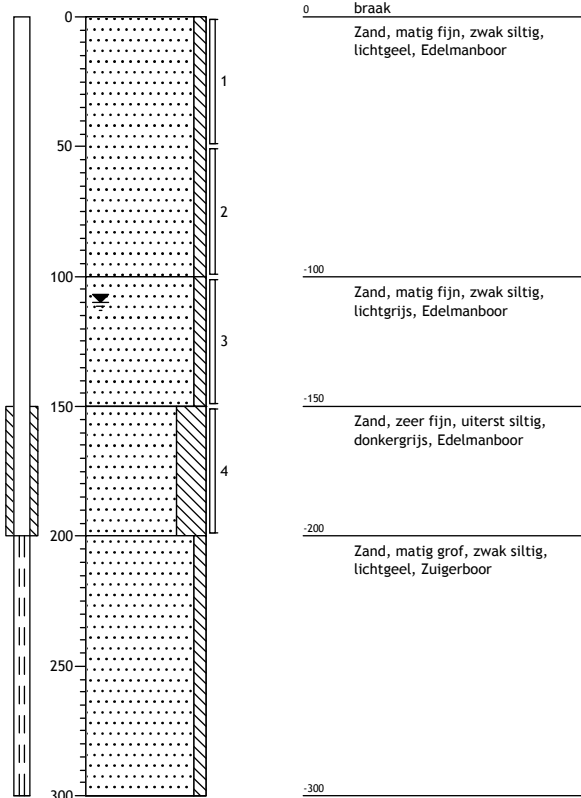 0
50
100
150
200
250
300
1
2
3
4
0 braak
Zand, matig fijn, zwak siltig,
lichtgeel, Edelmanboor
-100
Zand, matig fijn, zwak siltig,
lichtgrijs, Edelmanboor
-150
Zand, zeer fijn, uiterst siltig,
donkergrijs, Edelmanboor
-200
Zand, matig grof, zwak siltig,
lichtgeel, Zuigerboor
-300